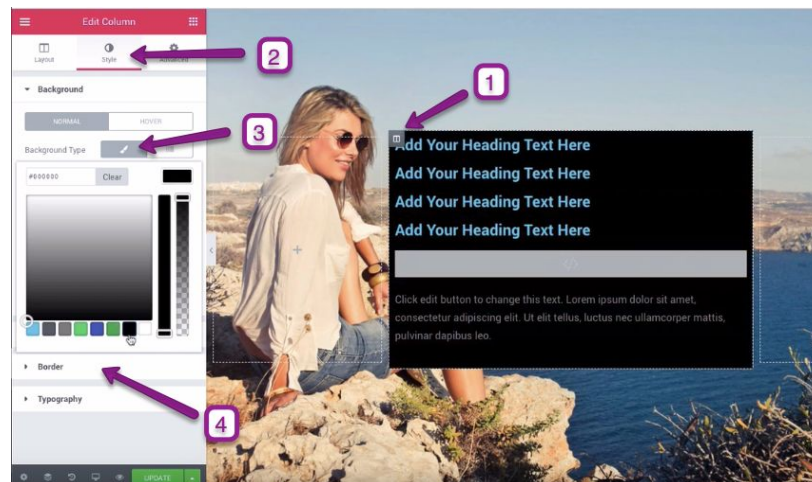 Edit Column
Layout
Style
Advanced
Background
NORMAL
HOVER
Background Type
#000000
Clear
Border
Typography
UPDATE
1
2
3
4
Add Your Heading Text Here
Add Your Heading Text Here
Add Your Heading Text Here
Add Your Heading Text Here
</>
Click edit button to change this text. Lorem ipsum dolor sit amet,
consectetur adipiscing elit. Ut elit tellus, luctus nec ullamcorper mattis,
pulvinar dapibus leo.